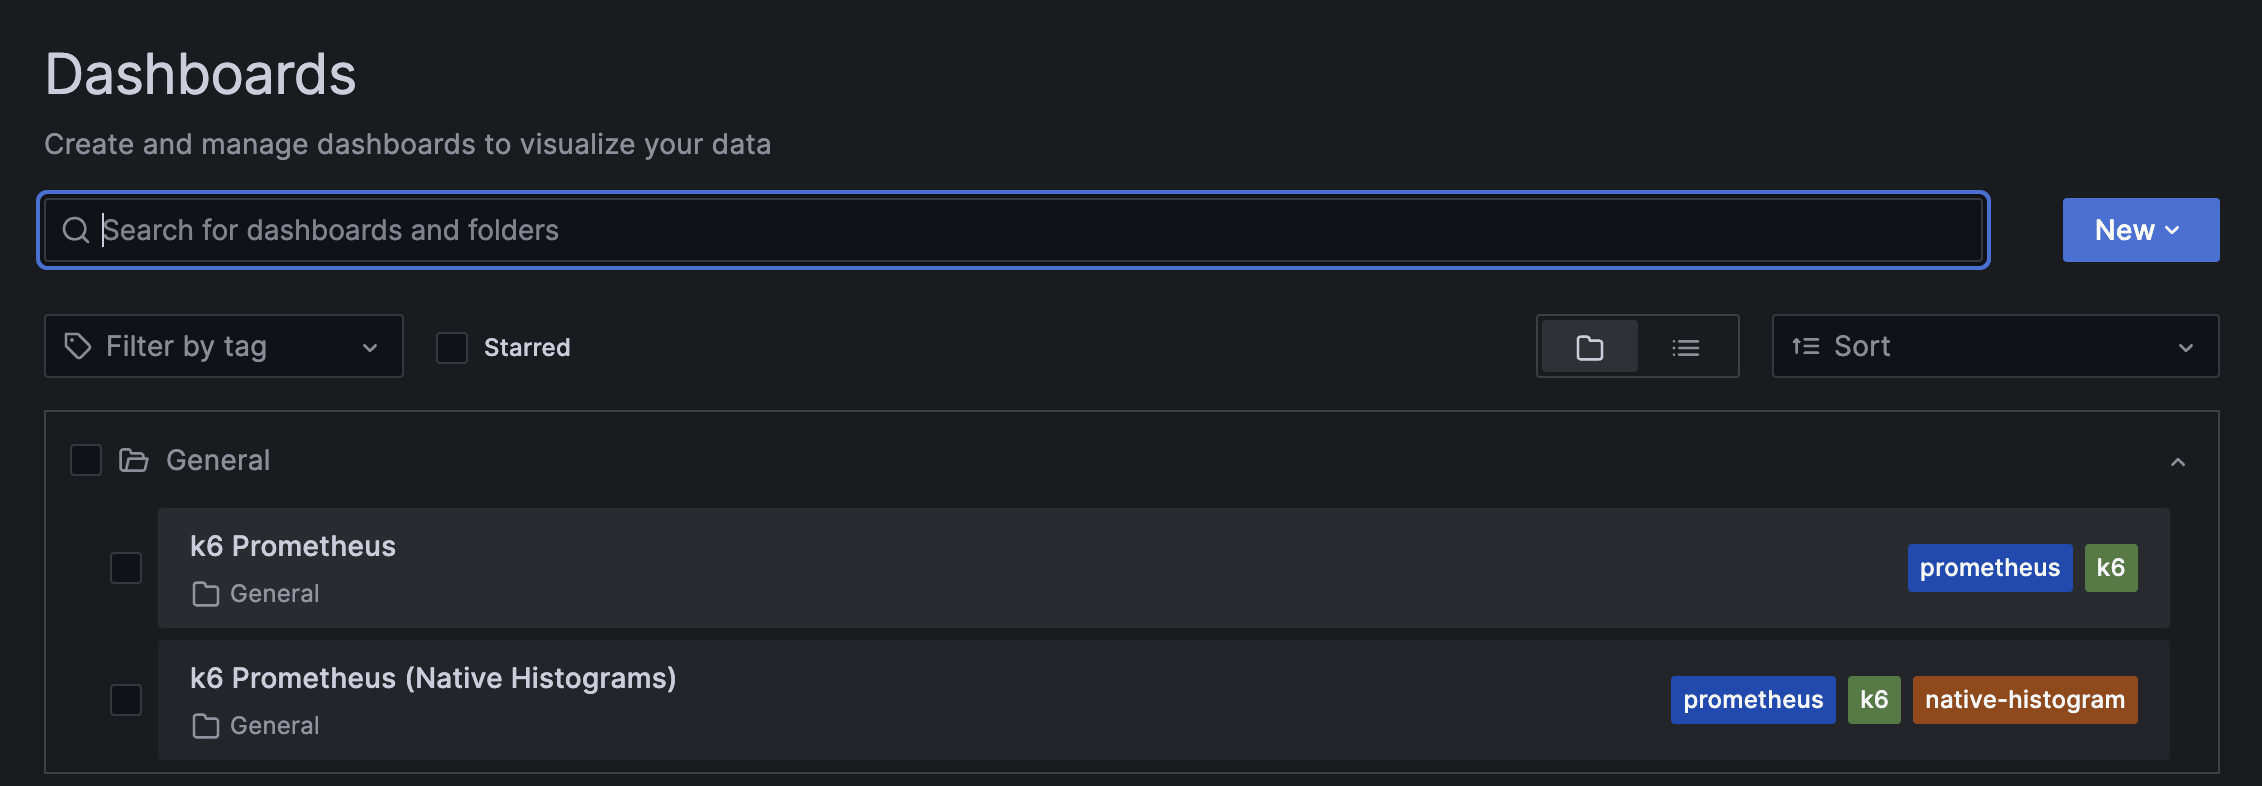 Dashboards
Create and manage dashboards to visualize your data
Search for dashboards and folders
New
Filter by tag
Starred
Sort
General
k6 Prometheus
General
prometheus
k6
k6 Prometheus (Native Histograms)
General
prometheus
k6
native-histogram